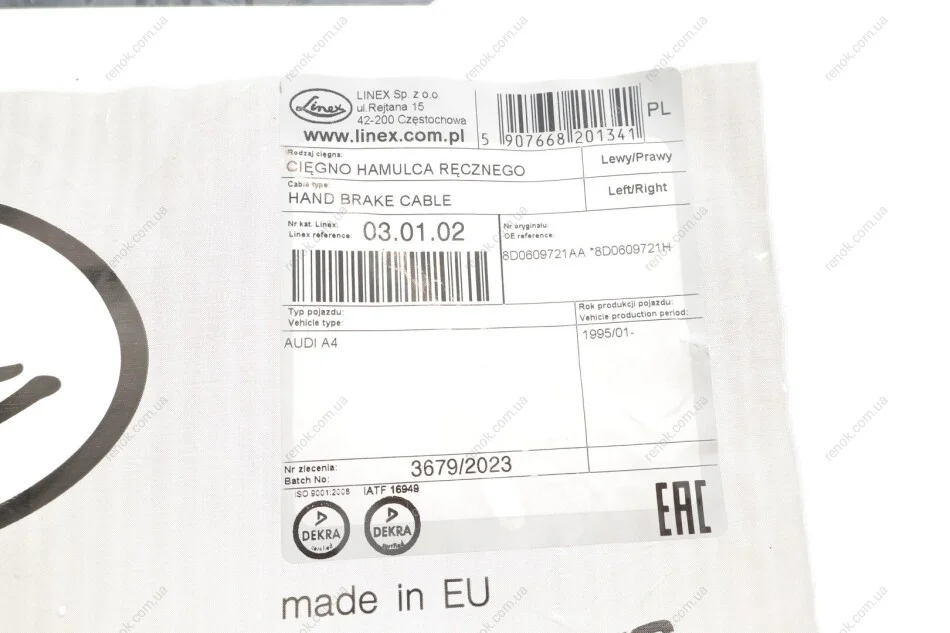 Linex
LINEX Sp. z o.o.
ul.Rejtana 15
42-200 Częstochowa
www.linex.com.pl
5 907668 201341
PL
Rodzaj cięgna:
CIĘGNO HAMULCA RĘCZNEGO
Lewy/Prawy
Cable type:
HAND BRAKE CABLE
Left/Right
Nr kat. Linex:
Linex reference:
03.01.02
Nr oryginału:
OE reference:
8D0609721AA *8D0609721H
Typ pojazdu:
Vehicle type:
Rok produkcji pojazdu:
Vehicle production period:
AUDI A4
1995/01-
Nr zlecenia:
Batch No:
3679/2023
ISO 9001:2008
IATF 16949
DEKRA
DEKRA
EAC
made in EU
renok.com.ua